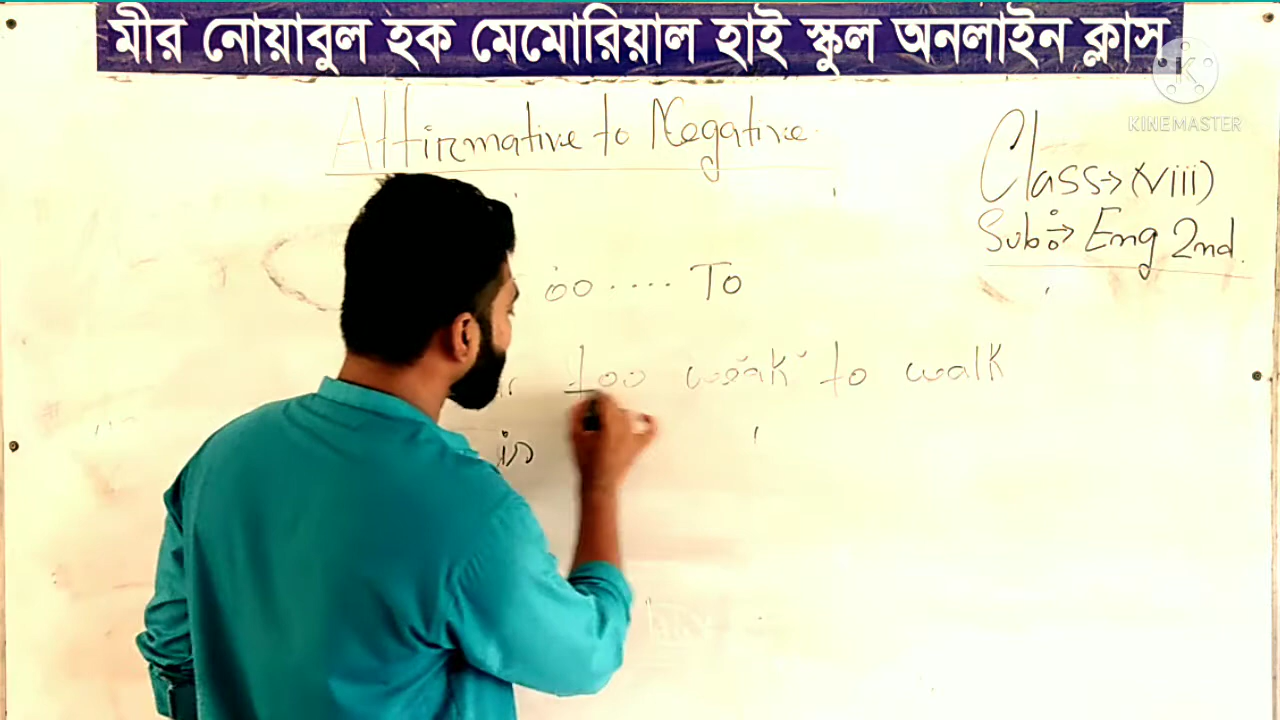 মীর নোয়াবুল হক মেমোরিয়াল হাই স্কুল অনলাইন ক্লাস
KINEMASTER
Affirmative to Negative
Class→(viii)
Sub:→ Eng 2nd.
oo.... To
too weak to walk
is